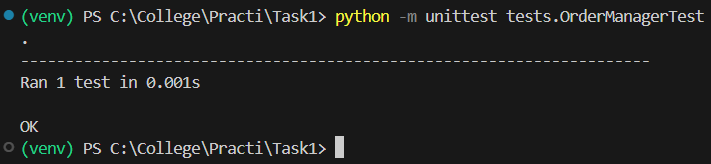 (venv) PS C:\College\Practi\Task1> python -m unittest tests.OrderManagerTest
.
----------------------------------------------------------------------
Ran 1 test in 0.001s
OK
(venv) PS C:\College\Practi\Task1>